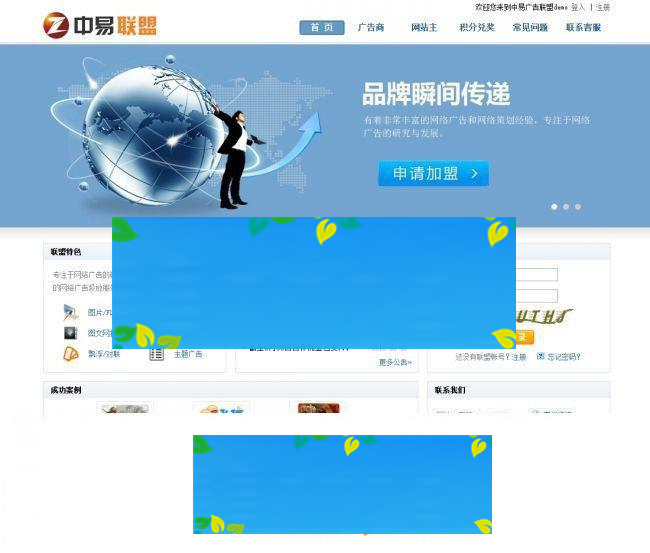 欢迎您来到中易广告联盟demo 登入 | 注册
中易联盟
首 页 广告商 网站主 积分兑奖 常见问题 联系客服
品牌瞬间传递
有着非常丰富的网络广告和网络策划经验，专注于网络
广告的研究与发展。
申请加盟 >
联盟特色
专注于网络广告的
的网络广告投放服
图片/
图文网
飘浮/对联 主题广告
更多公告»
录
还没有联盟帐号？注册 忘记密码？
成功案例 联系我们